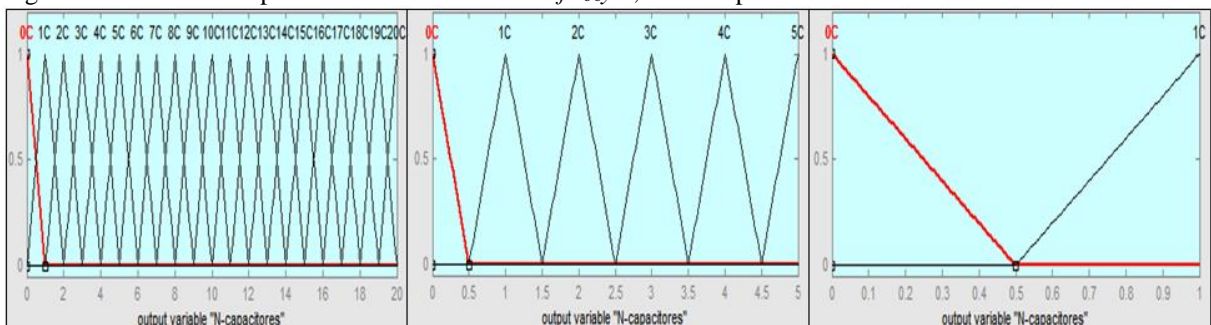 0C 1C 2C 3C 4C 5C 6C 7C 8C 9C 10C11C12C13C14C15C16C17C18C19C20C
1
0.5
0
0 2 4 6 8 10 12 14 16 18 20
output variable "N-capacitores"
0C 1C 2C 3C 4C 5C
1
0.5
0
0 0.5 1 1.5 2 2.5 3 3.5 4 4.5 5
output variable "N-capacitores"
0C 1C
1
0.5
0
0 0.1 0.2 0.3 0.4 0.5 0.6 0.7 0.8 0.9 1
output variable "N-capacitores"